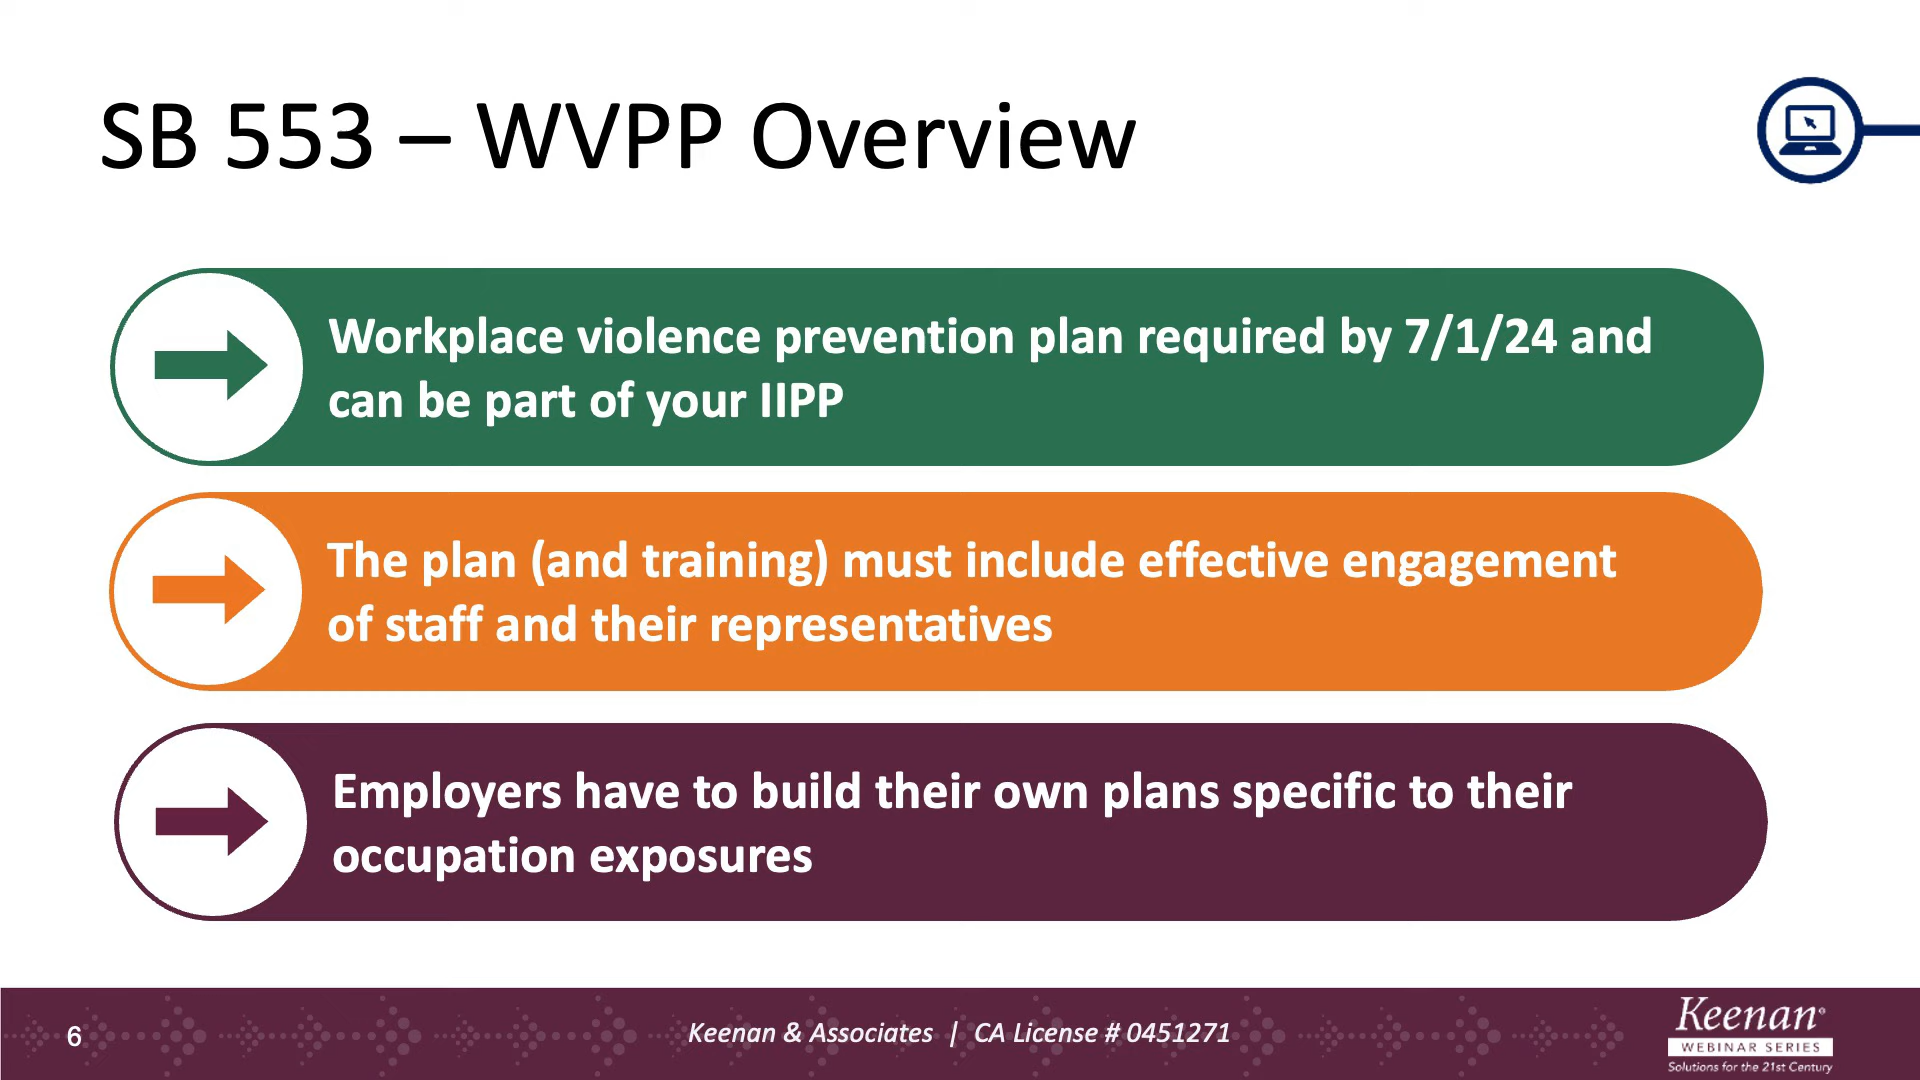 SB 553 – WVPP Overview
Workplace violence prevention plan required by 7/1/24 and
can be part of your IIPP
The plan (and training) must include effective engagement
of staff and their representatives
Employers have to build their own plans specific to their
occupation exposures
6
Keenan & Associates | CA License # 0451271
Keenan®
WEBINAR SERIES
Solutions for the 21st Century